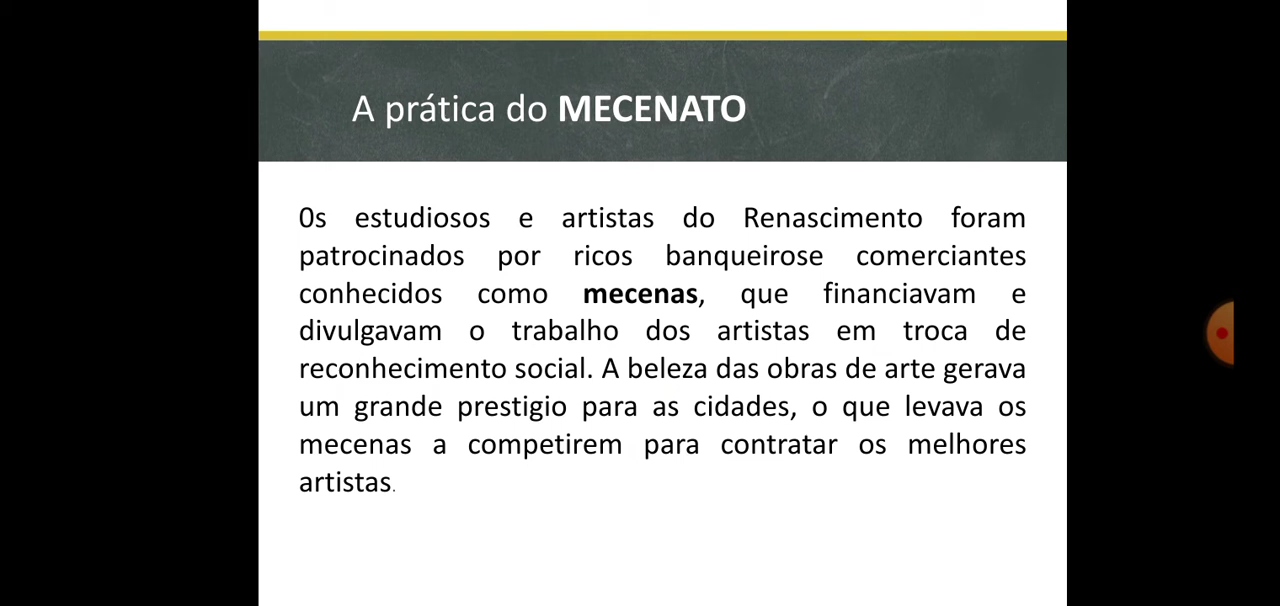 A prática do MECENATO
0s estudiosos e artistas do Renascimento foram
patrocinados por ricos banqueirose comerciantes
conhecidos como mecenas, que financiavam e
divulgavam o trabalho dos artistas em troca de
reconhecimento social. A beleza das obras de arte gerava
um grande prestigio para as cidades, o que levava os
mecenas a competirem para contratar os melhores
artistas.